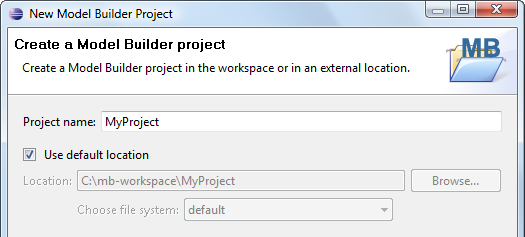 New Model Builder Project
Create a Model Builder project
Create a Model Builder project in the workspace or in an external location.
MB
Project name: MyProject
Use default location
Location: C:\mb-workspace\MyProject Browse...
Choose file system: default